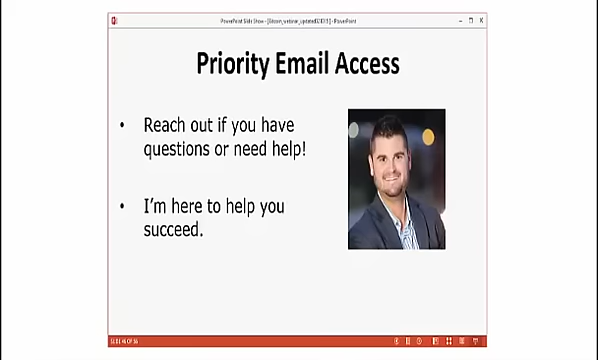 Priority Email Access
• Reach out if you have
questions or need help!
• I'm here to help you
succeed.